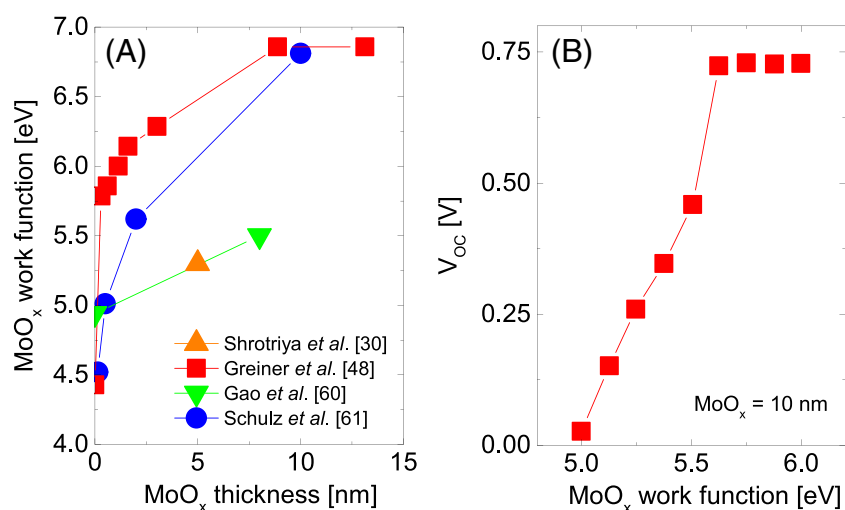 (A)
MoOx work function [eV]
7.0
6.5
6.0
5.5
5.0
4.5
4.0
Shrotriya et al. [30]
Greiner et al. [48]
Gao et al. [60]
Schulz et al. [61]
0 5 10 15
MoOx thickness [nm]
(B)
VOC [V]
0.75
0.50
0.25
0.00
MoOx = 10 nm
5.0 5.5 6.0
MoOx work function [eV]